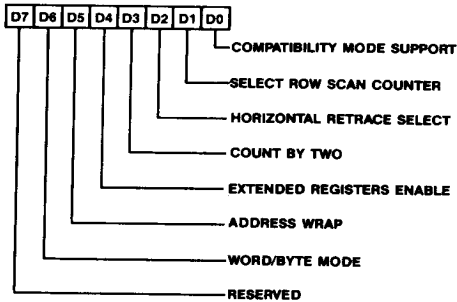 D7 D6 D5 D4 D3 D2 D1 D0
COMPATIBILITY MODE SUPPORT
SELECT ROW SCAN COUNTER
HORIZONTAL RETRACE SELECT
COUNT BY TWO
EXTENDED REGISTERS ENABLE
ADDRESS WRAP
WORD/BYTE MODE
RESERVED